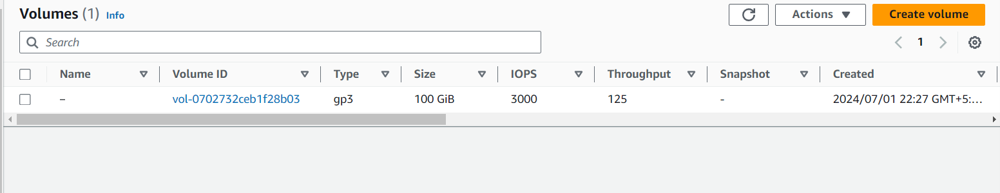 Volumes (1) Info
Actions
Create volume
Search
1
Name Volume ID Type Size IOPS Throughput Snapshot Created
– vol-0702732ceb1f28b03 gp3 100 GiB 3000 125 - 2024/07/01 22:27 GMT+5:…